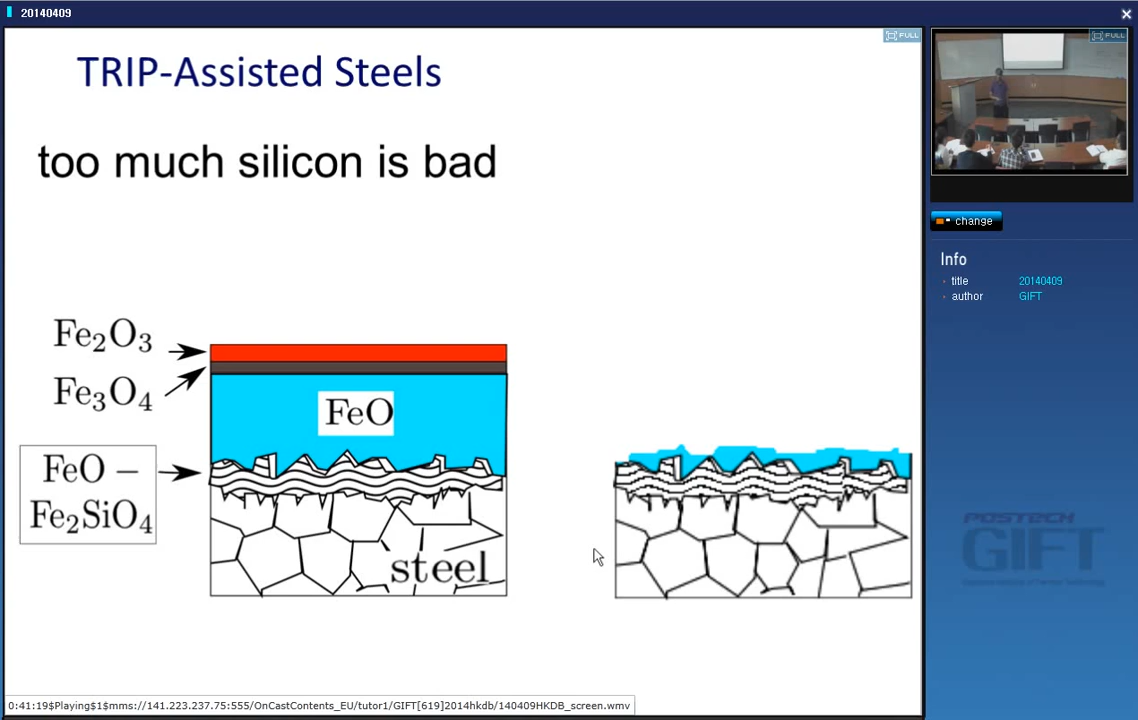 20140409
FULL
TRIP-Assisted Steels
too much silicon is bad
Fe₂O₃
Fe₃O₄
FeO
FeO –
Fe₂SiO₄
steel
0:41:19$Playing$1$mms://141.223.237.75:555/OnCastContents_EU/tutor1/GIFT[619]2014hkdb/140409HKDB_screen.wmv
FULL
change
Info
title 20140409
author GIFT
POSTECH
GIFT